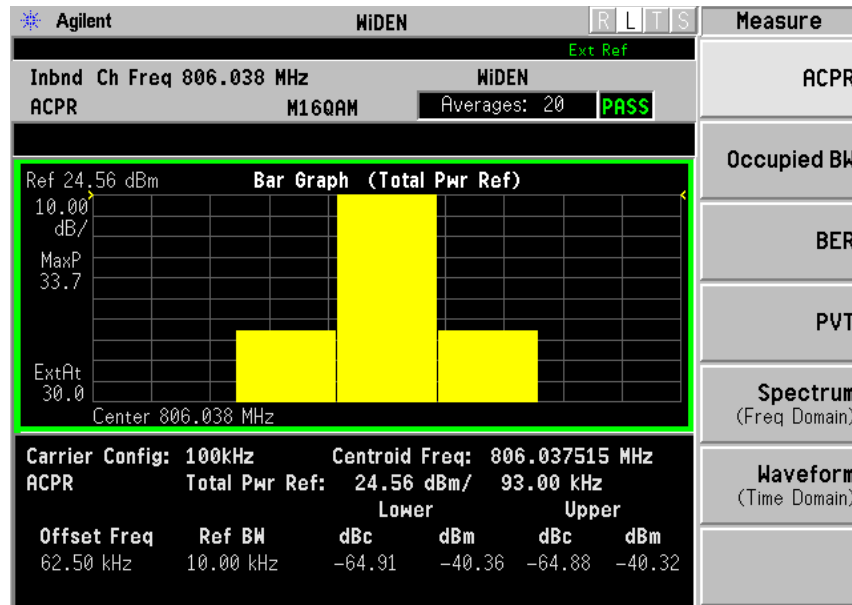 Agilent WiDEN R L T S Measure
Ext Ref
Inbnd Ch Freq 806.038 MHz WiDEN
ACPR M16QAM Averages: 20 PASS
ACPR
Occupied BW
BER
PVT
Spectrum
(Freq Domain)
Waveform
(Time Domain)
Ref 24.56 dBm Bar Graph (Total Pwr Ref)
10.00
dB/
MaxP
33.7
ExtAt
30.0
Center 806.038 MHz
Carrier Config: 100kHz Centroid Freq: 806.037515 MHz
ACPR Total Pwr Ref: 24.56 dBm/ 93.00 kHz
Lower Upper
Offset Freq Ref BW dBc dBm dBc dBm
62.50 kHz 10.00 kHz -64.91 -40.36 -64.88 -40.32